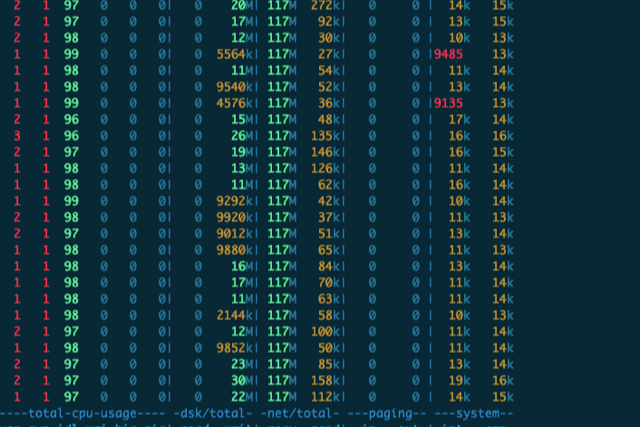 2 1 97 0 0 0| 0 20M| 117M 272k| 0 0 | 14k 15k
2 1 97 0 0 0| 0 17M| 117M 92k| 0 0 | 13k 15k
2 1 98 0 0 0| 0 12M| 117M 30k| 0 0 | 10k 13k
1 1 99 0 0 0| 0 5564k| 117M 27k| 0 0 |9485 13k
1 1 98 0 0 0| 0 11M| 117M 54k| 0 0 | 11k 14k
1 1 98 0 0 0| 0 9540k| 117M 52k| 0 0 | 13k 14k
1 1 99 0 0 0| 0 4576k| 117M 36k| 0 0 |9135 13k
2 1 96 0 0 0| 0 15M| 117M 48k| 0 0 | 17k 14k
3 1 96 0 0 0| 0 26M| 117M 135k| 0 0 | 16k 16k
2 1 97 0 0 0| 0 19M| 117M 146k| 0 0 | 16k 15k
1 1 98 0 0 0| 0 13M| 117M 126k| 0 0 | 11k 14k
1 1 98 0 0 0| 0 11M| 117M 62k| 0 0 | 16k 14k
1 1 99 0 0 0| 0 9292k| 117M 42k| 0 0 | 10k 14k
2 1 98 0 0 0| 0 9920k| 117M 37k| 0 0 | 11k 13k
2 1 97 0 0 0| 0 9012k| 117M 51k| 0 0 | 13k 14k
1 1 98 0 0 0| 0 9880k| 117M 65k| 0 0 | 11k 13k
1 1 98 0 0 0| 0 16M| 117M 84k| 0 0 | 13k 14k
1 1 98 0 0 0| 0 17M| 117M 70k| 0 0 | 11k 14k
1 1 98 0 0 0| 0 11M| 117M 63k| 0 0 | 11k 14k
1 1 98 0 0 0| 0 2144k| 117M 58k| 0 0 | 10k 13k
2 1 97 0 0 0| 0 12M| 117M 100k| 0 0 | 11k 14k
1 1 98 0 0 0| 0 9852k| 117M 50k| 0 0 | 11k 14k
2 1 97 0 0 0| 0 23M| 117M 85k| 0 0 | 13k 14k
2 1 97 0 0 0| 0 30M| 117M 158k| 0 0 | 19k 16k
1 1 97 0 0 0| 0 22M| 117M 112k| 0 0 | 14k 15k
----total-cpu-usage---- -dsk/total- -net/total- ---paging-- ---system--